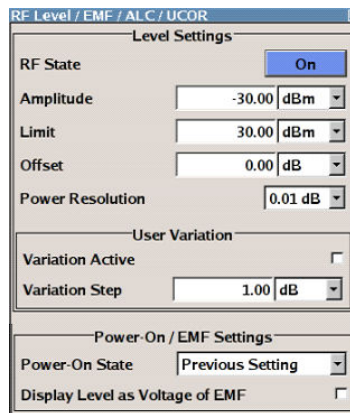 RF Level / EMF / ALC / UCOR
Level Settings
RF State On
Amplitude -30.00 dBm
Limit 30.00 dBm
Offset 0.00 dB
Power Resolution 0.01 dB
User Variation
Variation Active
Variation Step 1.00 dB
Power-On / EMF Settings
Power-On State Previous Setting
Display Level as Voltage of EMF